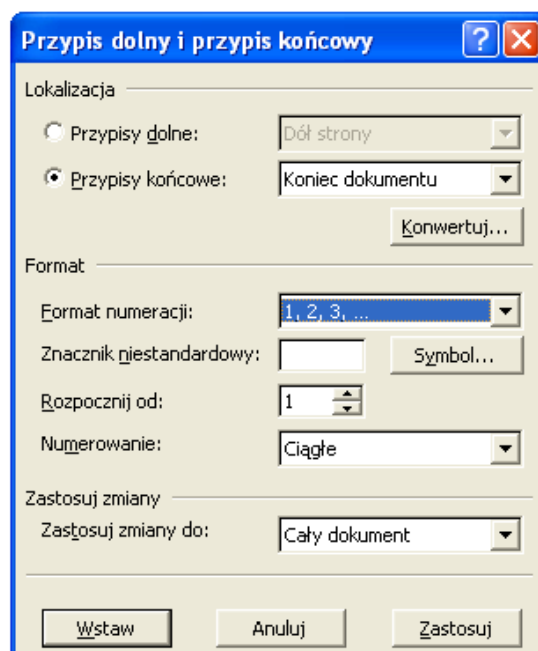 Przypis dolny i przypis końcowy
Lokalizacja
Przypisy dolne: Dół strony
Przypisy końcowe: Koniec dokumentu
Konwertuj...
Format
Format numeracji: 1, 2, 3, ...
Znacznik niestandardowy: Symbol...
Rozpocznij od: 1
Numerowanie: Ciągłe
Zastosuj zmiany
Zastosuj zmiany do: Cały dokument
Wstaw Anuluj Zastosuj